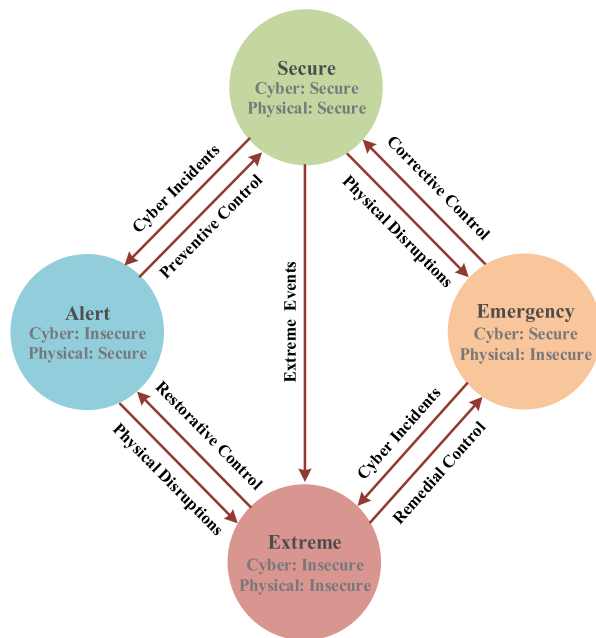 Secure
Cyber: Secure
Physical: Secure
Cyber Incidents
Preventive Control
Extreme Events
Physical Disruptions
Corrective Control
Alert
Cyber: Insecure
Physical: Secure
Emergency
Cyber: Secure
Physical: Insecure
Physical Disruptions
Restorative Control
Cyber Incidents
Remedial Control
Extreme
Cyber: Insecure
Physical: Insecure